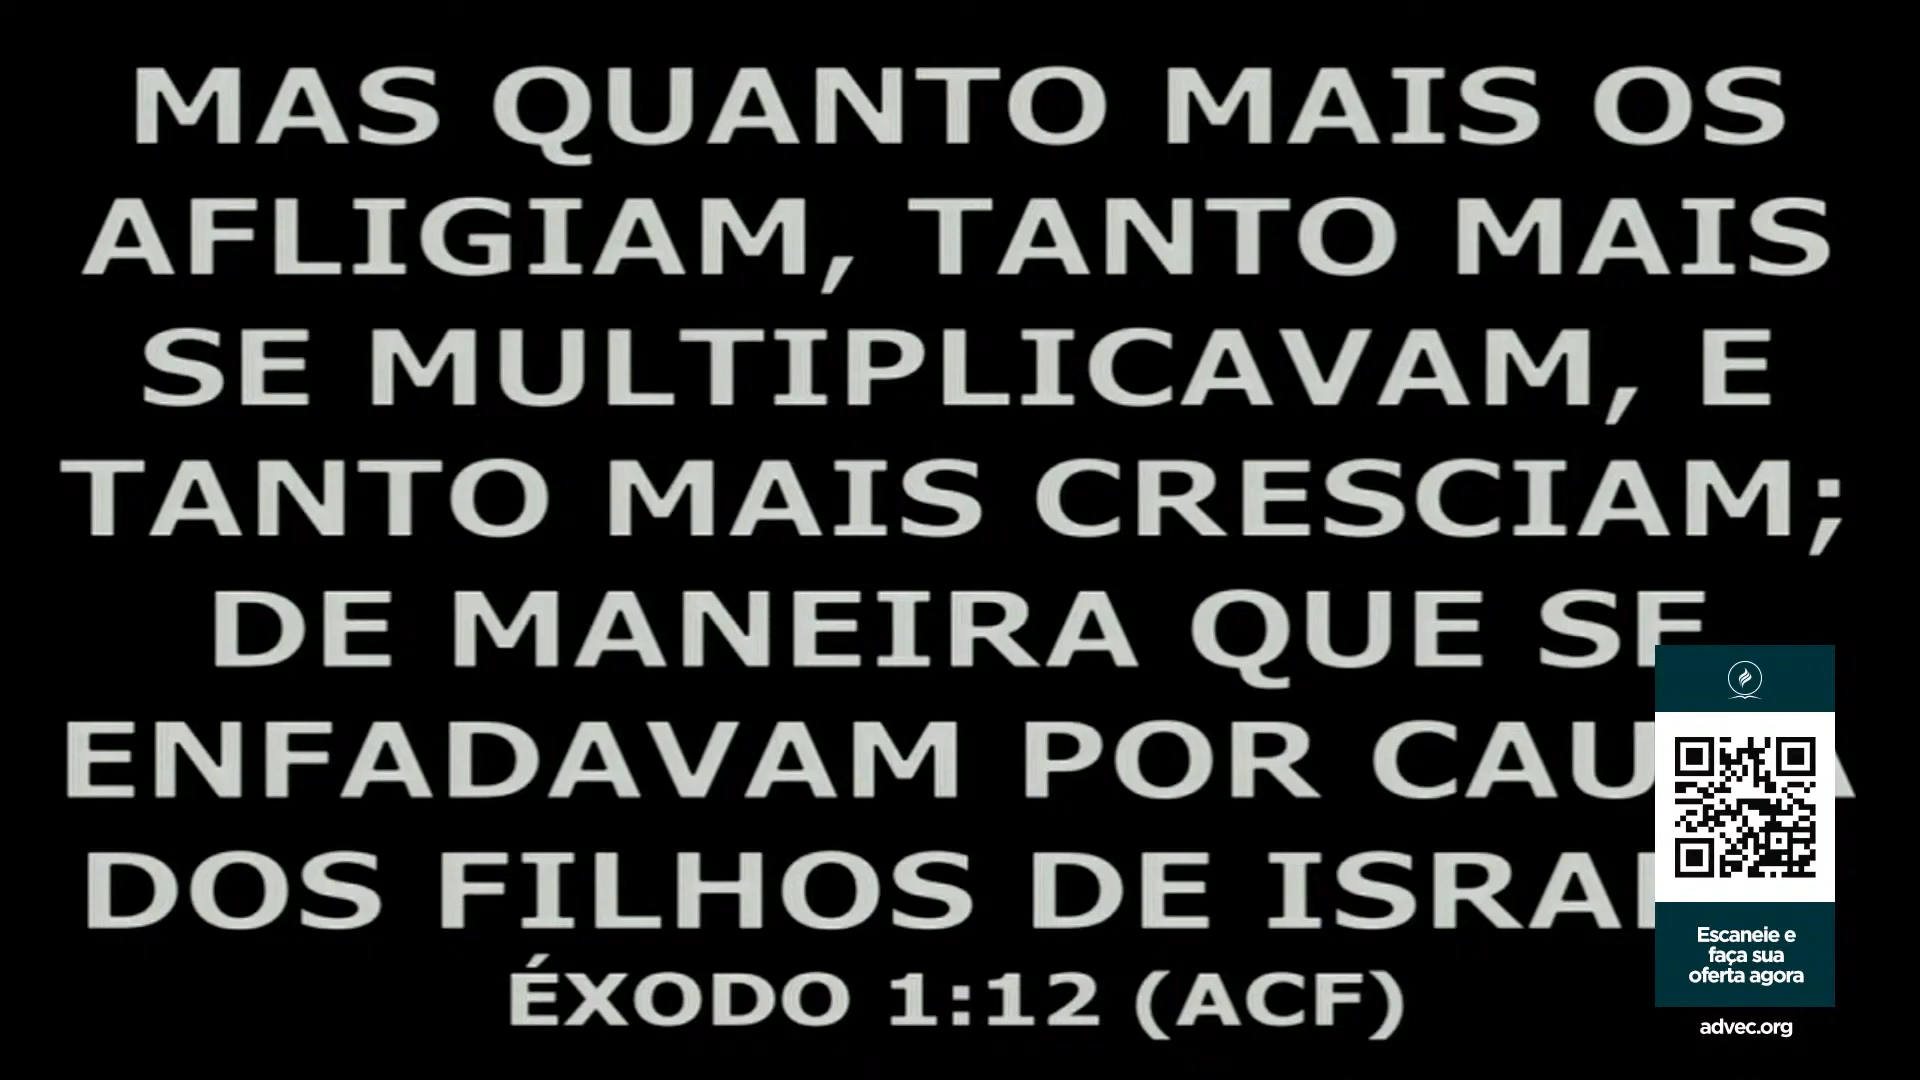 MAS QUANTO MAIS OS
AFLIGIAM, TANTO MAIS
SE MULTIPLICAVAM, E
TANTO MAIS CRESCIAM;
DE MANEIRA QUE SE
ENFADAVAM POR
DOS FILHOS DE
ÉXODO 1:12 (ACF)
Escaneie e
faça sua
oferta agora
advec.org